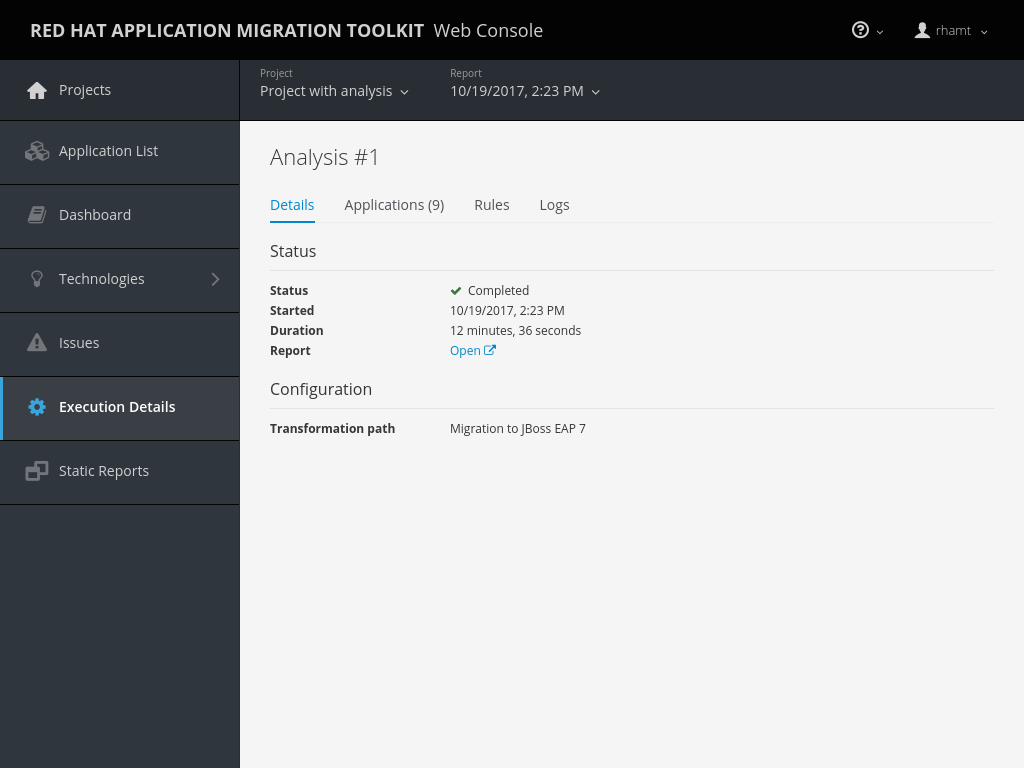 RED HAT APPLICATION MIGRATION TOOLKIT Web Console
rhamt
Projects
Project
Project with analysis
Report
10/19/2017, 2:23 PM
Application List
Dashboard
Technologies
Issues
Execution Details
Static Reports
Analysis #1
Details Applications (9) Rules Logs
Status
Status Completed
Started 10/19/2017, 2:23 PM
Duration 12 minutes, 36 seconds
Report Open
Configuration
Transformation path Migration to JBoss EAP 7